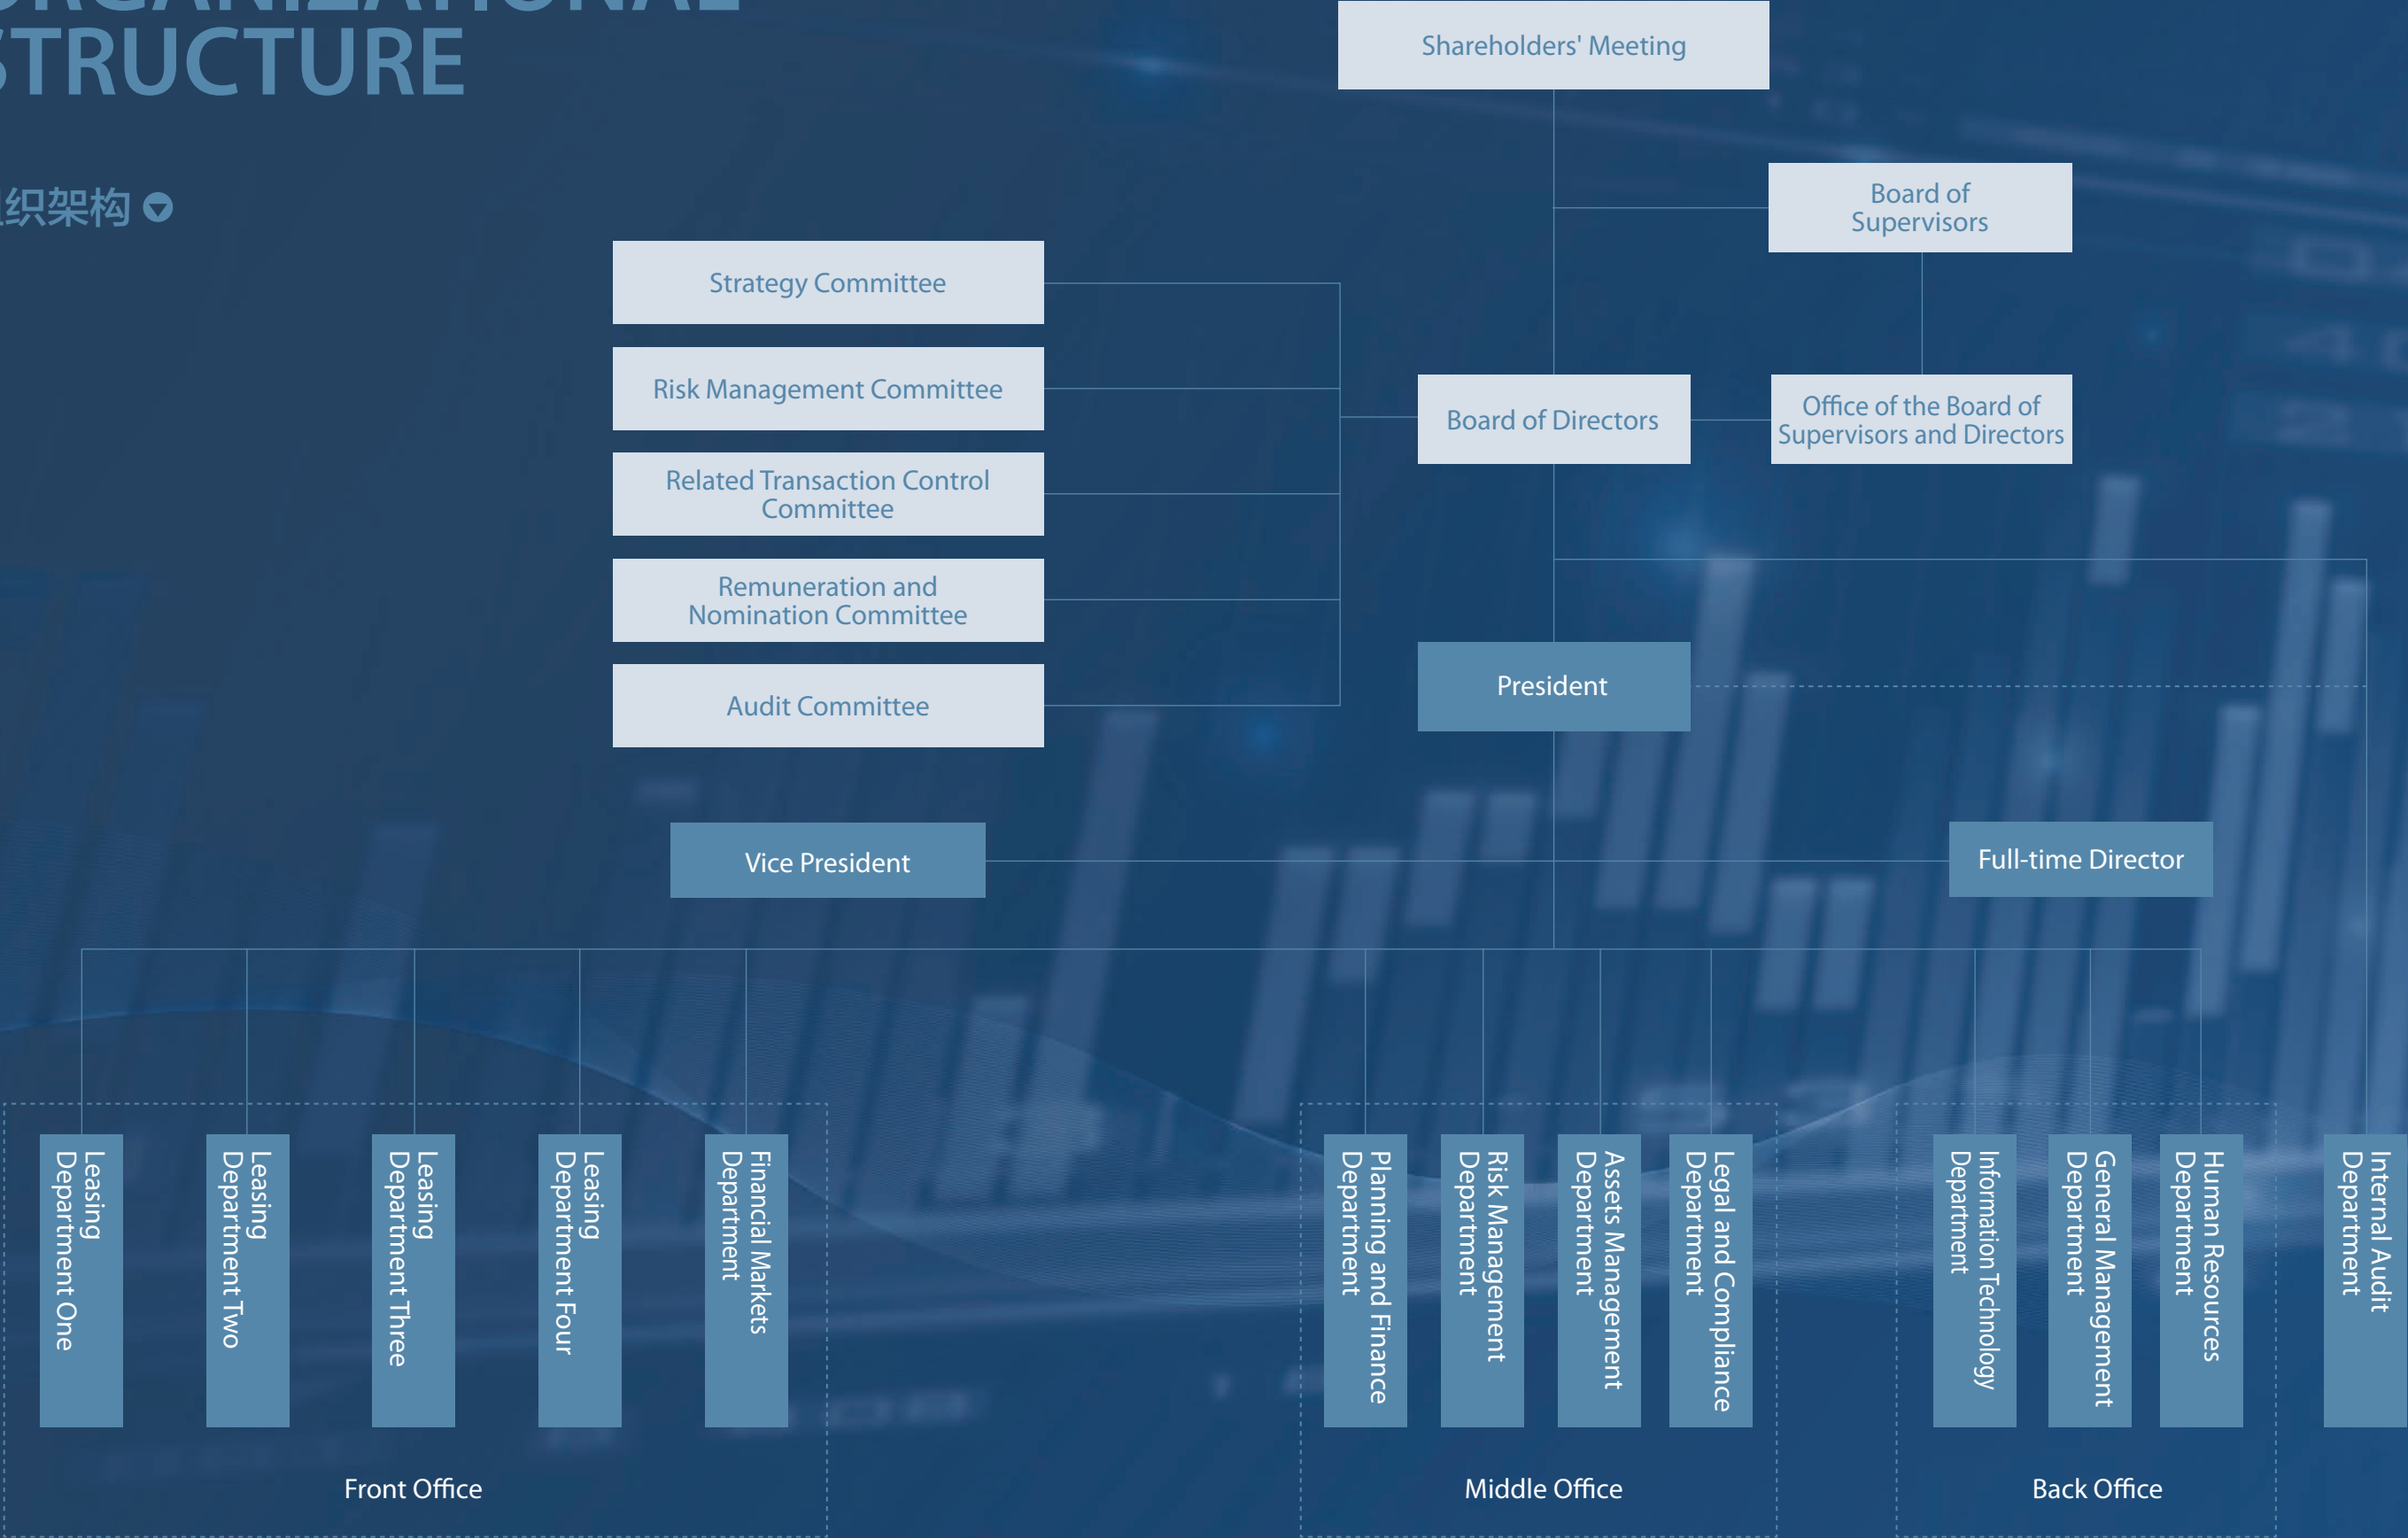 STRUCTURE
织架构
Shareholders' Meeting
Board of
Supervisors
Strategy Committee
Risk Management Committee
Related Transaction Control
Committee
Remuneration and
Nomination Committee
Audit Committee
Board of Directors
Office of the Board of
Supervisors and Directors
President
Vice President
Full-time Director
Leasing
Department One
Leasing
Department Two
Leasing
Department Three
Leasing
Department Four
Financial Markets
Department
Front Office
Planning and Finance
Department
Risk Management
Department
Assets Management
Department
Legal and Compliance
Department
Middle Office
Information Technology
Department
General Management
Department
Human Resources
Department
Back Office
Internal Audit
Department